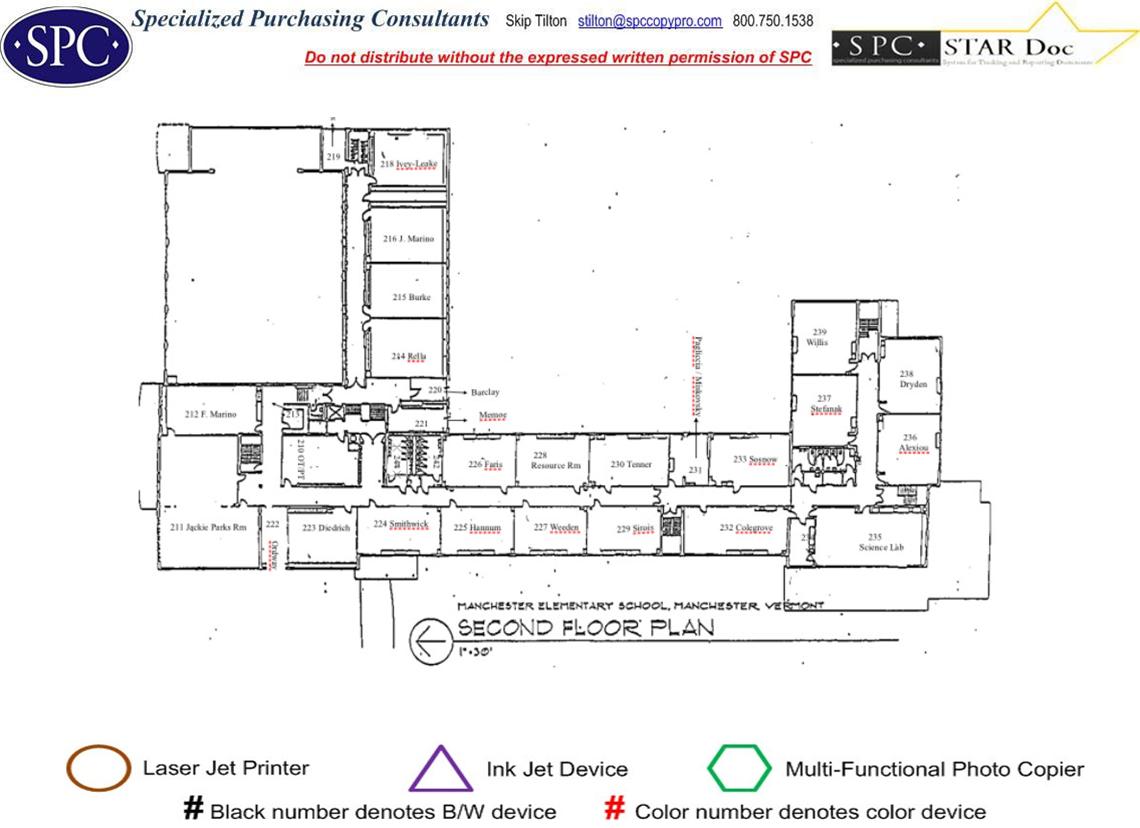 Specialized Purchasing Consultants Skip Tilton stilton@spccopypro.com 800.750.1538
·SPC·
Do not distribute without the expressed written permission of SPC
·SPC· STAR Doc
specialized purchasing consultants System for Tracking and Reporting Documents
219
218 Ivey-Leake
216 J. Marino
215 Burke
214 Rella
220 Barclay
212 F. Marino
213
221 Memoe
210 OT/PT
242
226 Faris
228
Resource Rm
230 Tenner
231
Pagliccia / Minkovsky
233 Sosnow
239
Willis
238
Dryden
237
Stefanak
236
Alexiou
211 Jackie Parks Rm
222
Ordway
223 Diedrich
224 Smithwick
225 Hannum
227 Weeden
229 Sirois
232 Colegrove
23
235
Science Lab
MANCHESTER ELEMENTARY SCHOOL, MANCHESTER, VERMONT
SECOND FLOOR PLAN
1"=30'
Laser Jet Printer
Ink Jet Device
Multi-Functional Photo Copier
# Black number denotes B/W device
# Color number denotes color device